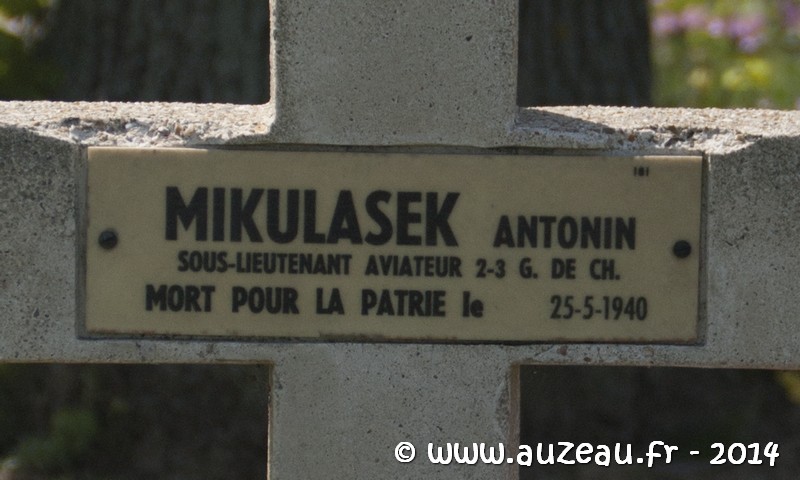 181
MIKULASEK ANTONIN
SOUS-LIEUTENANT AVIATEUR 2-3 G. DE CH.
MORT POUR LA PATRIE le 25-5-1940
© www.auzeau.fr - 2014